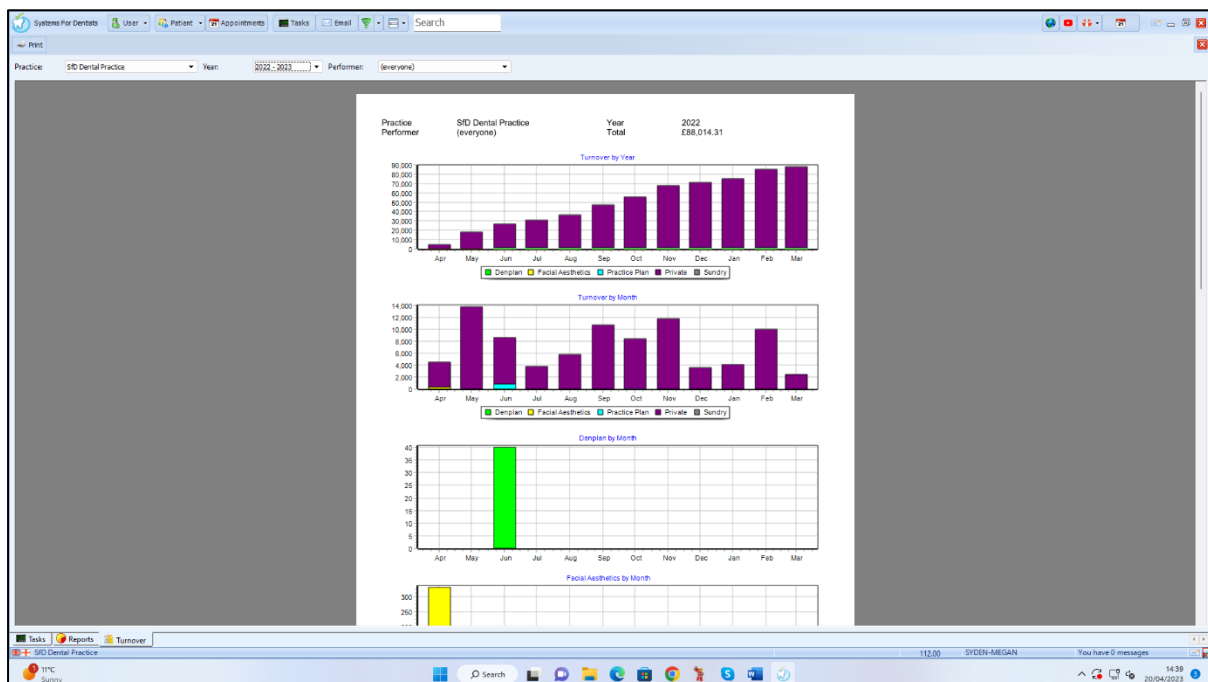 Systems For Dentists User Patient Appointments Tasks Email Search
Print
Practice: SfD Dental Practice Year: 2022 - 2023 Performer: (everyone)
Practice SfD Dental Practice Year 2022
Performer (everyone) Total £88,014.31
Turnover by Year
90,000
80,000
70,000
60,000
50,000
40,000
30,000
20,000
10,000
0
Apr May Jun Jul Aug Sep Oct Nov Dec Jan Feb Mar
Denplan Facial Aesthetics Practice Plan Private Sundry
Turnover by Month
14,000
12,000
10,000
8,000
6,000
4,000
2,000
0
Apr May Jun Jul Aug Sep Oct Nov Dec Jan Feb Mar
Denplan Facial Aesthetics Practice Plan Private Sundry
Denplan by Month
40
35
30
25
20
15
10
5
0
Apr May Jun Jul Aug Sep Oct Nov Dec Jan Feb Mar
Facial Aesthetics by Month
300
250
Tasks Reports Turnover
SfD Dental Practice 112.00 SYDEN-MEGAN You have 0 messages
11°C
Sunny
Search
14:39
20/04/2023